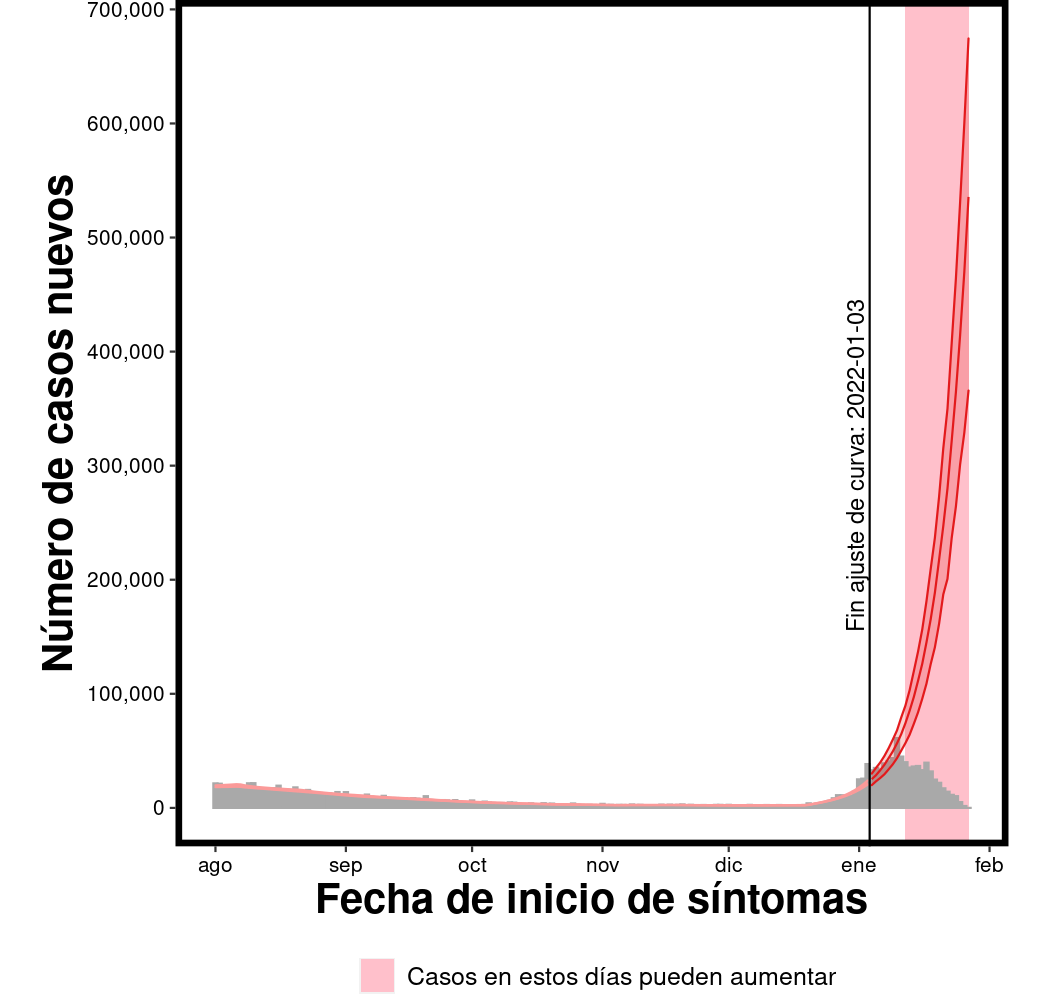 700,000
600,000
500,000
400,000
300,000
200,000
100,000
0
Número de casos nuevos
Fin ajuste de curva: 2022-01-03
ago sep oct nov dic ene feb
Fecha de inicio de síntomas
Casos en estos días pueden aumentar